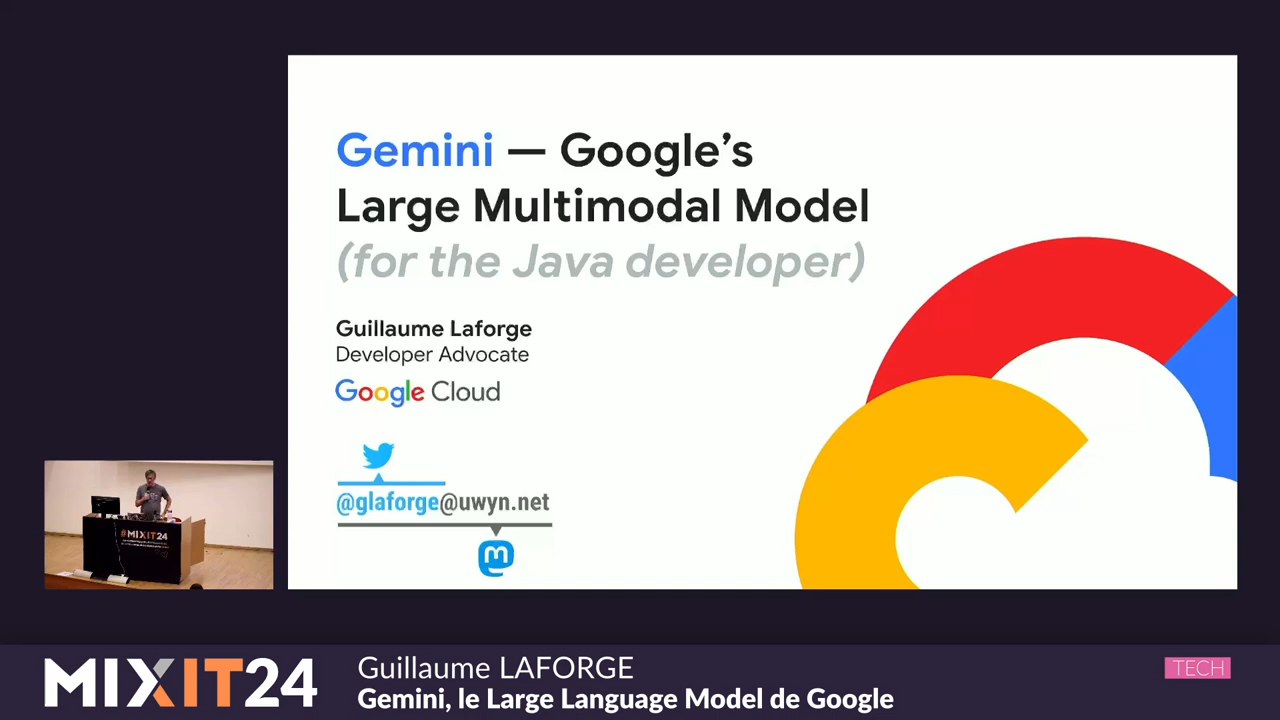 Gemini — Google's
Large Multimodal Model
(for the Java developer)
Guillaume Laforge
Developer Advocate
Google Cloud
@glaforge@uwyn.net
#MIXIT24
MIXIT24
Guillaume LAFORGE
Gemini, le Large Language Model de Google
TECH